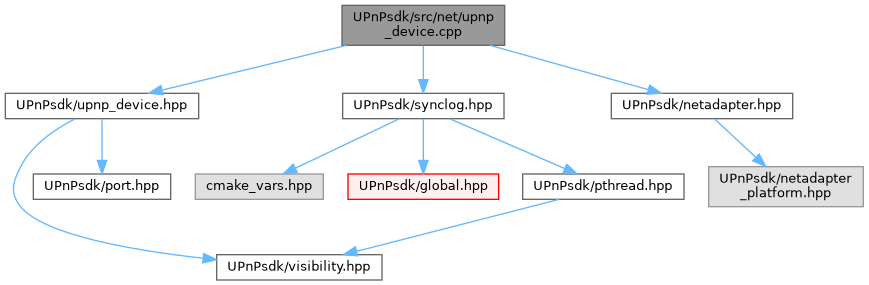 UPnPsdk/src/net/upnp
_device.cpp
UPnPsdk/upnp_device.hpp
UPnPsdk/synclog.hpp
UPnPsdk/netadapter.hpp
UPnPsdk/port.hpp
cmake_vars.hpp
UPnPsdk/global.hpp
UPnPsdk/pthread.hpp
UPnPsdk/netadapter
_platform.hpp
UPnPsdk/visibility.hpp